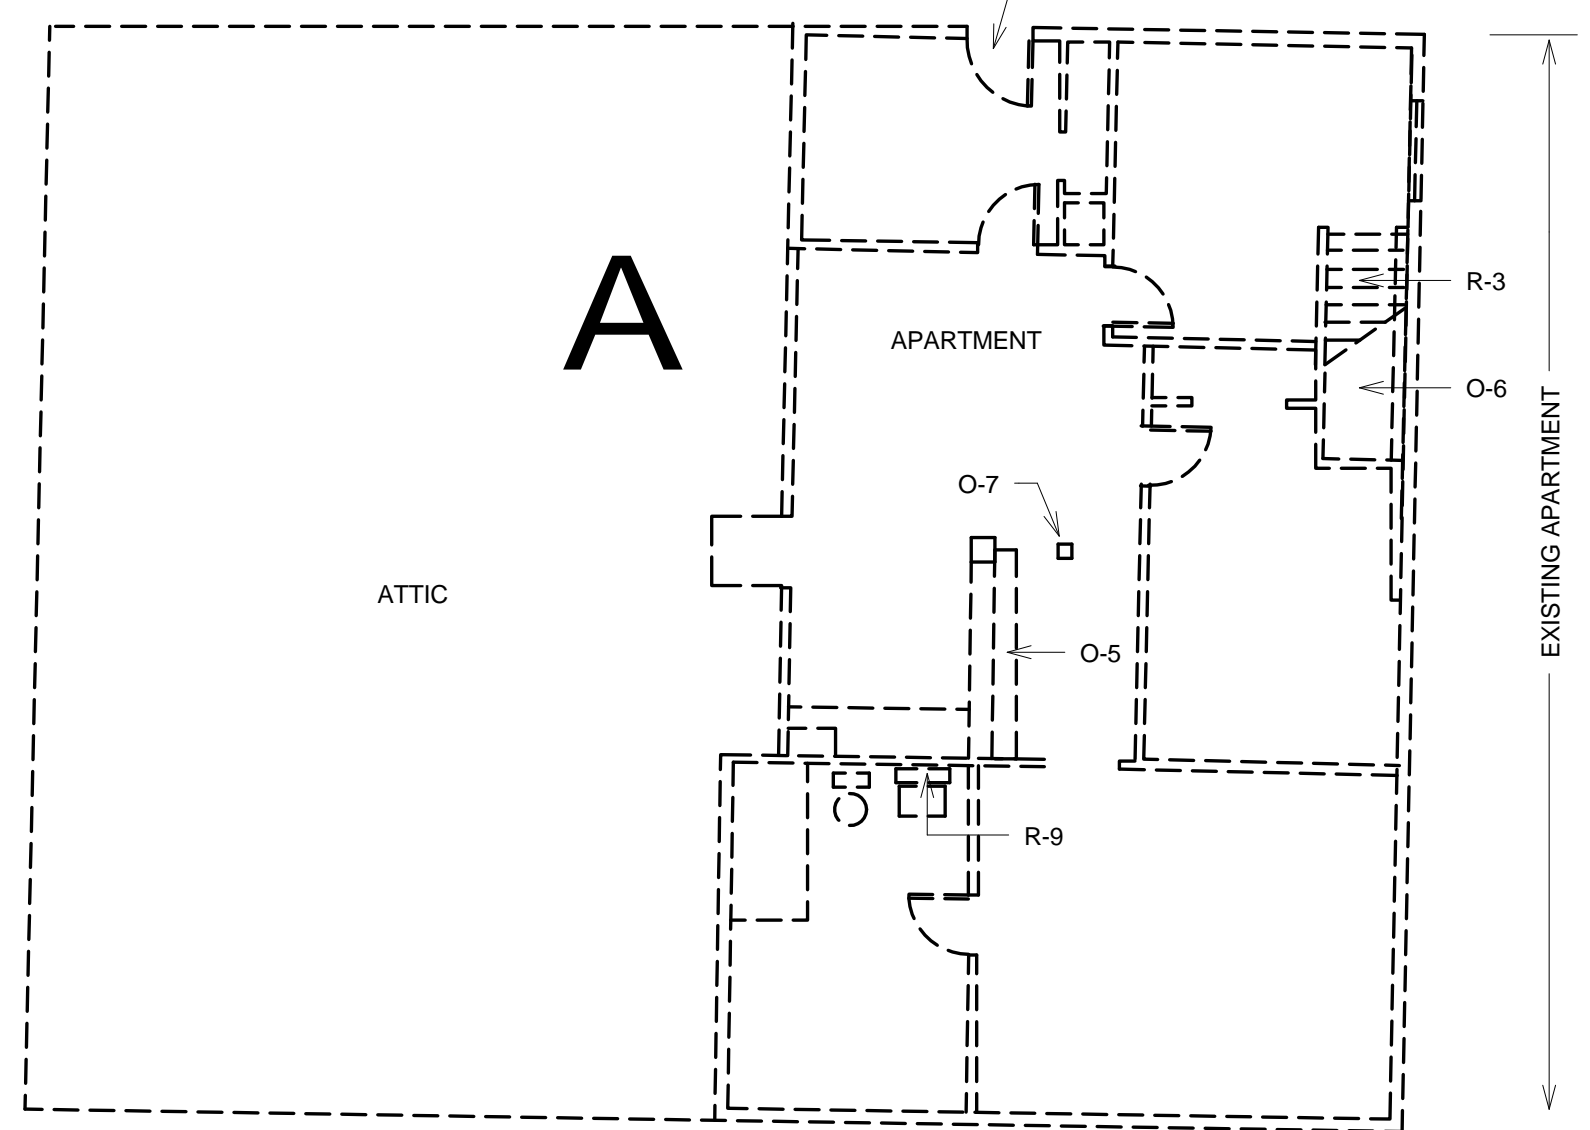 A
APARTMENT
R-3
O-6
O-7
EXISTING APARTMENT
ATTIC
O-5
R-9